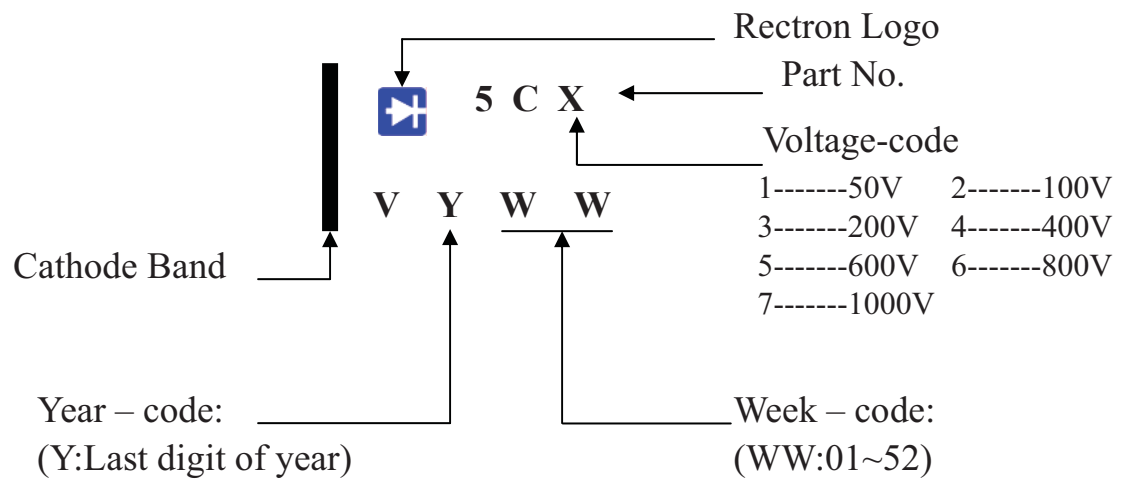 Rectron Logo
Part No.
5 C X
Voltage-code
1-------50V 2-------100V
3-------200V 4-------400V
5-------600V 6-------800V
7-------1000V
V Y W W
Cathode Band
Year – code:
(Y:Last digit of year)
Week – code:
(WW:01~52)